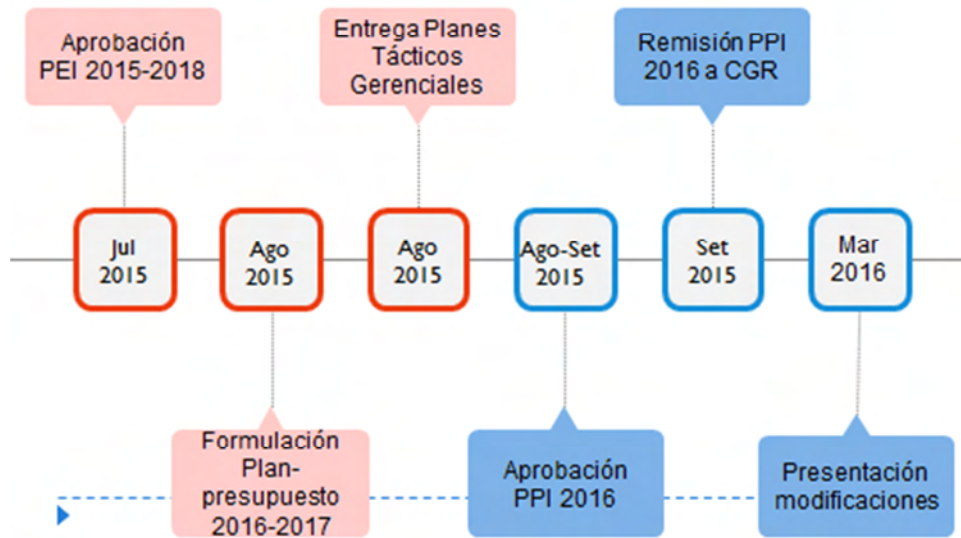 Aprobación
PEI 2015-2018
Entrega Planes
Tácticos
Gerenciales
Remisión PPI
2016 a CGR
Jul
2015
Ago
2015
Ago
2015
Ago-Set
2015
Set
2015
Mar
2016
Formulación
Plan-
presupuesto
2016-2017
Aprobación
PPI 2016
Presentación
modificaciones